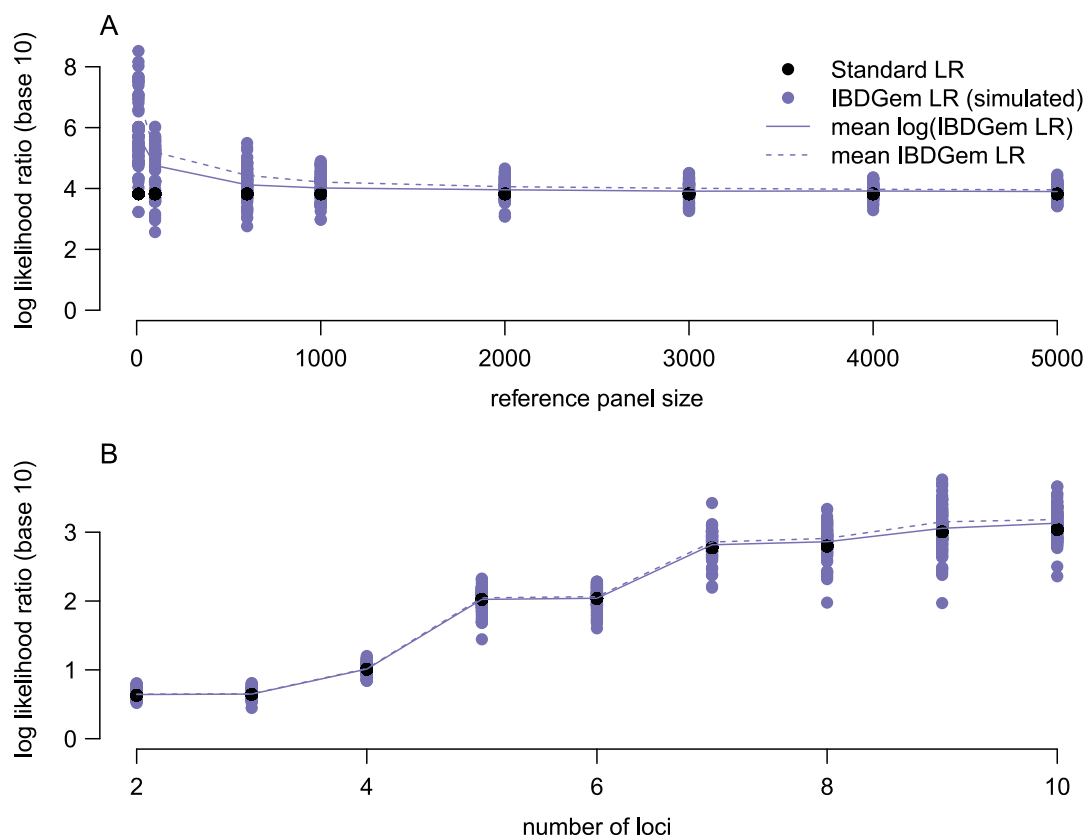 A
log likelihood ratio (base 10)
8
6
4
2
0
Standard LR
IBDGem LR (simulated)
mean log(IBDGem LR)
mean IBDGem LR
0 1000 2000 3000 4000 5000
reference panel size
B
log likelihood ratio (base 10)
3
2
1
0
2 4 6 8 10
number of loci